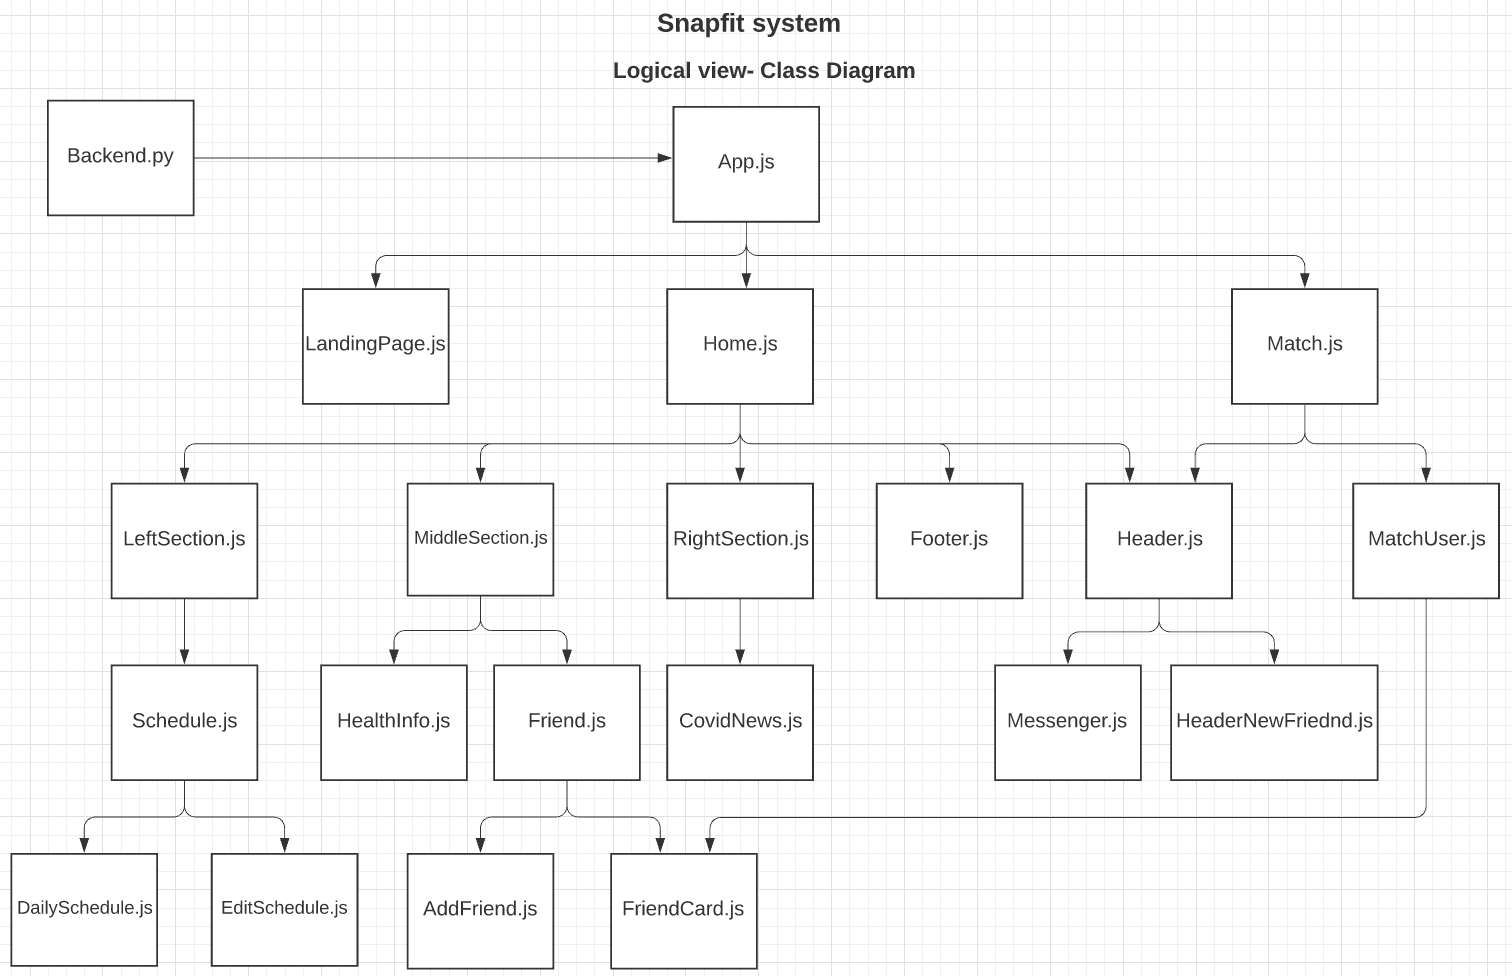 Snapfit system
Logical view- Class Diagram
Backend.py
App.js
LandingPage.js
Home.js
Match.js
LeftSection.js
MiddleSection.js
RightSection.js
Footer.js
Header.js
MatchUser.js
Schedule.js
HealthInfo.js
Friend.js
CovidNews.js
Messenger.js
HeaderNewFriednd.js
DailySchedule.js
EditSchedule.js
AddFriend.js
FriendCard.js